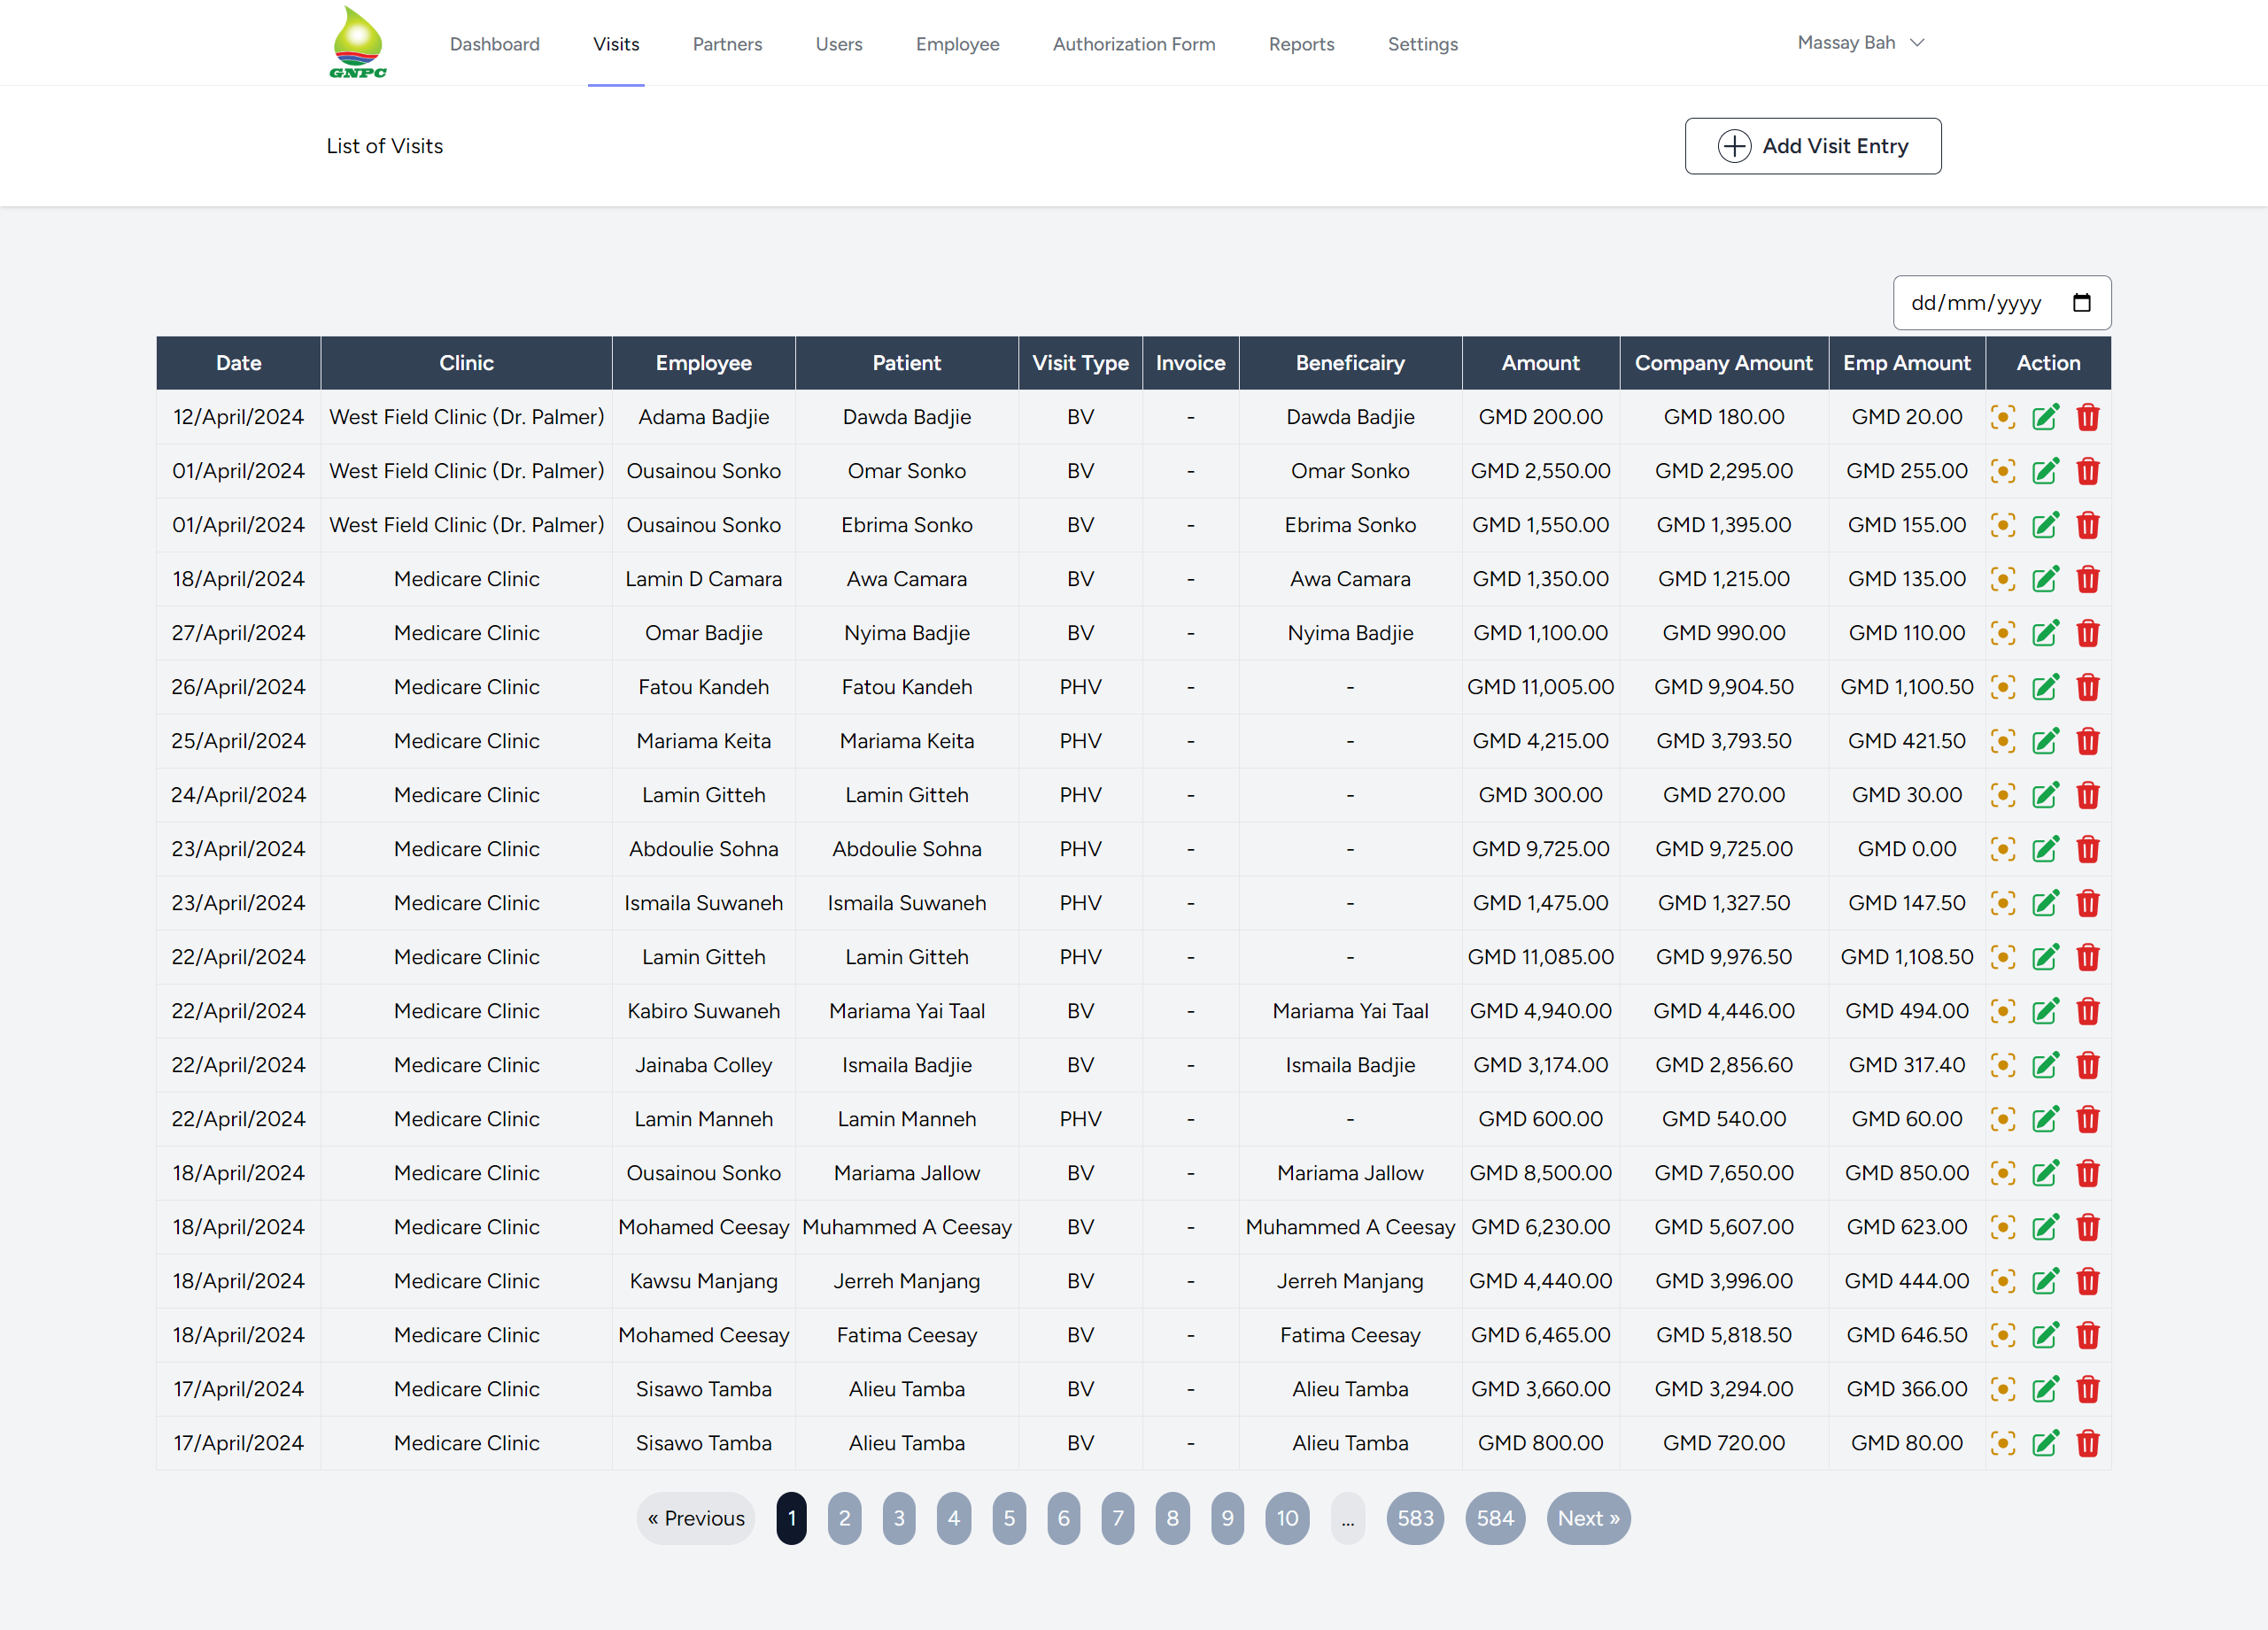 GNPC
Dashboard Visits Partners Users Employee Authorization Form Reports Settings Massay Bah
List of Visits Add Visit Entry
dd/mm/yyyy
Date Clinic Employee Patient Visit Type Invoice Beneficairy Amount Company Amount Emp Amount Action
12/April/2024 West Field Clinic (Dr. Palmer) Adama Badjie Dawda Badjie BV - Dawda Badjie GMD 200.00 GMD 180.00 GMD 20.00
01/April/2024 West Field Clinic (Dr. Palmer) Ousainou Sonko Omar Sonko BV - Omar Sonko GMD 2,550.00 GMD 2,295.00 GMD 255.00
01/April/2024 West Field Clinic (Dr. Palmer) Ousainou Sonko Ebrima Sonko BV - Ebrima Sonko GMD 1,550.00 GMD 1,395.00 GMD 155.00
18/April/2024 Medicare Clinic Lamin D Camara Awa Camara BV - Awa Camara GMD 1,350.00 GMD 1,215.00 GMD 135.00
27/April/2024 Medicare Clinic Omar Badjie Nyima Badjie BV - Nyima Badjie GMD 1,100.00 GMD 990.00 GMD 110.00
26/April/2024 Medicare Clinic Fatou Kandeh Fatou Kandeh PHV - - GMD 11,005.00 GMD 9,904.50 GMD 1,100.50
25/April/2024 Medicare Clinic Mariama Keita Mariama Keita PHV - - GMD 4,215.00 GMD 3,793.50 GMD 421.50
24/April/2024 Medicare Clinic Lamin Gitteh Lamin Gitteh PHV - - GMD 300.00 GMD 270.00 GMD 30.00
23/April/2024 Medicare Clinic Abdoulie Sohna Abdoulie Sohna PHV - - GMD 9,725.00 GMD 9,725.00 GMD 0.00
23/April/2024 Medicare Clinic Ismaila Suwaneh Ismaila Suwaneh PHV - - GMD 1,475.00 GMD 1,327.50 GMD 147.50
22/April/2024 Medicare Clinic Lamin Gitteh Lamin Gitteh PHV - - GMD 11,085.00 GMD 9,976.50 GMD 1,108.50
22/April/2024 Medicare Clinic Kabiro Suwaneh Mariama Yai Taal BV - Mariama Yai Taal GMD 4,940.00 GMD 4,446.00 GMD 494.00
22/April/2024 Medicare Clinic Jainaba Colley Ismaila Badjie BV - Ismaila Badjie GMD 3,174.00 GMD 2,856.60 GMD 317.40
22/April/2024 Medicare Clinic Lamin Manneh Lamin Manneh PHV - - GMD 600.00 GMD 540.00 GMD 60.00
18/April/2024 Medicare Clinic Ousainou Sonko Mariama Jallow BV - Mariama Jallow GMD 8,500.00 GMD 7,650.00 GMD 850.00
18/April/2024 Medicare Clinic Mohamed Ceesay Muhammed A Ceesay BV - Muhammed A Ceesay GMD 6,230.00 GMD 5,607.00 GMD 623.00
18/April/2024 Medicare Clinic Kawsu Manjang Jerreh Manjang BV - Jerreh Manjang GMD 4,440.00 GMD 3,996.00 GMD 444.00
18/April/2024 Medicare Clinic Mohamed Ceesay Fatima Ceesay BV - Fatima Ceesay GMD 6,465.00 GMD 5,818.50 GMD 646.50
17/April/2024 Medicare Clinic Sisawo Tamba Alieu Tamba BV - Alieu Tamba GMD 3,660.00 GMD 3,294.00 GMD 366.00
17/April/2024 Medicare Clinic Sisawo Tamba Alieu Tamba BV - Alieu Tamba GMD 800.00 GMD 720.00 GMD 80.00
« Previous 1 2 3 4 5 6 7 8 9 10 ... 583 584 Next »